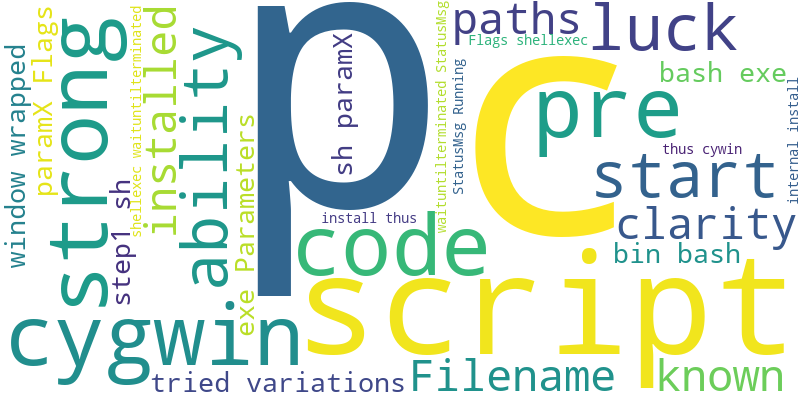 p
c
script
strong
cygwin
code
pre
ability
luck
start
paths
installed
clarity
Filename
known
bash exe
bin bash
tried variations
sh paramX
step1 sh
window wrapped
paramX Flags
exe Parameters
shellexec waituntilterminated
waituntilterminated StatusMsg
StatusMsg Running
Flags shellexec
thus cywin
install thus
internal install